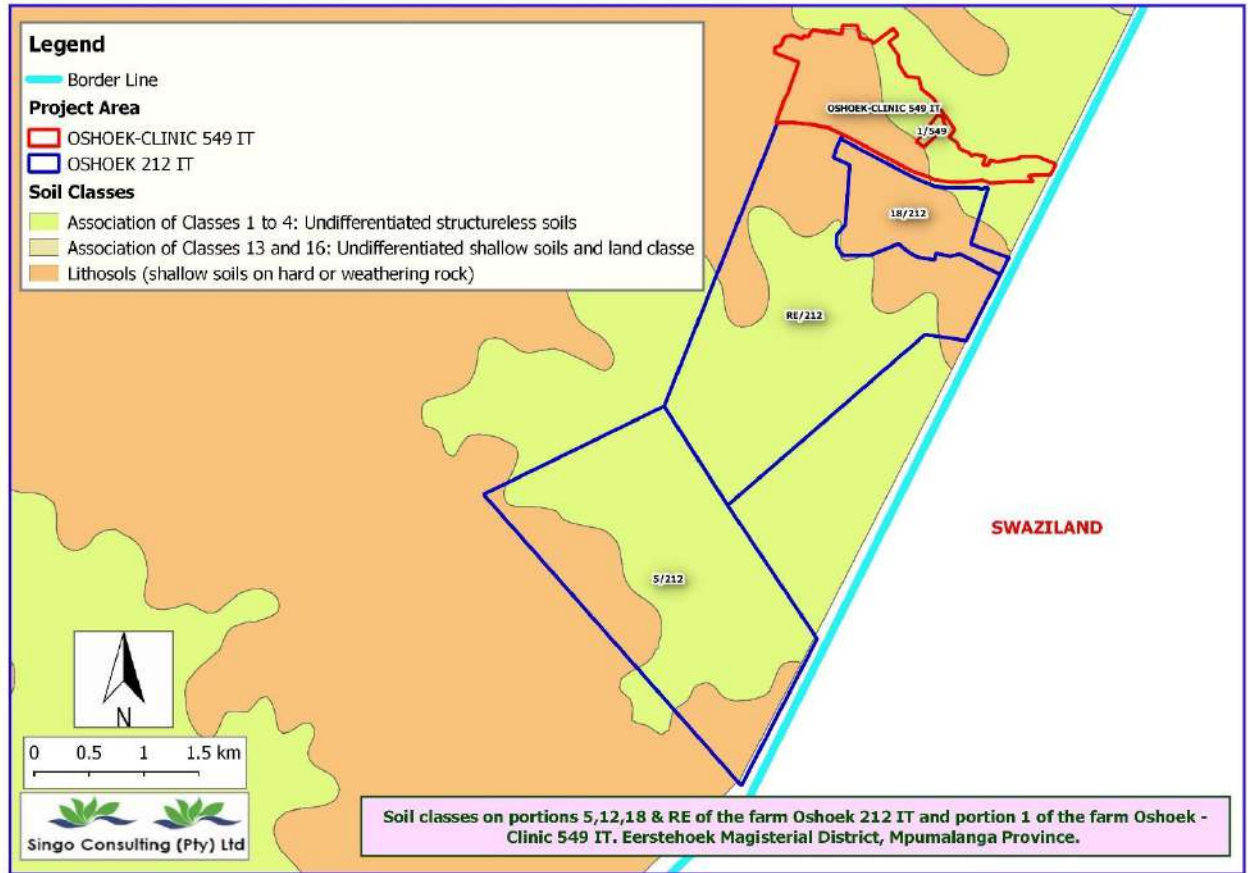 Legend
Border Line
Project Area
OSHOEK-CLINIC 549 IT
OSHOEK 212 IT
Soil Classes
Association of Classes 1 to 4: Undifferentiated structureless soils
Association of Classes 13 and 16: Undifferentiated shallow soils and land classe
Lithosols (shallow soils on hard or weathering rock)
OSHOEK-CLINIC 549 IT
1/549
18/212
RE/212
SWAZILAND
5/212
N
0 0.5 1 1.5 km
Singo Consulting (Pty) Ltd
Soil classes on portions 5,12,18 & RE of the farm Oshoek 212 IT and portion 1 of the farm Oshoek -
Clinic 549 IT. Eerstehoek Magisterial District, Mpumalanga Province.